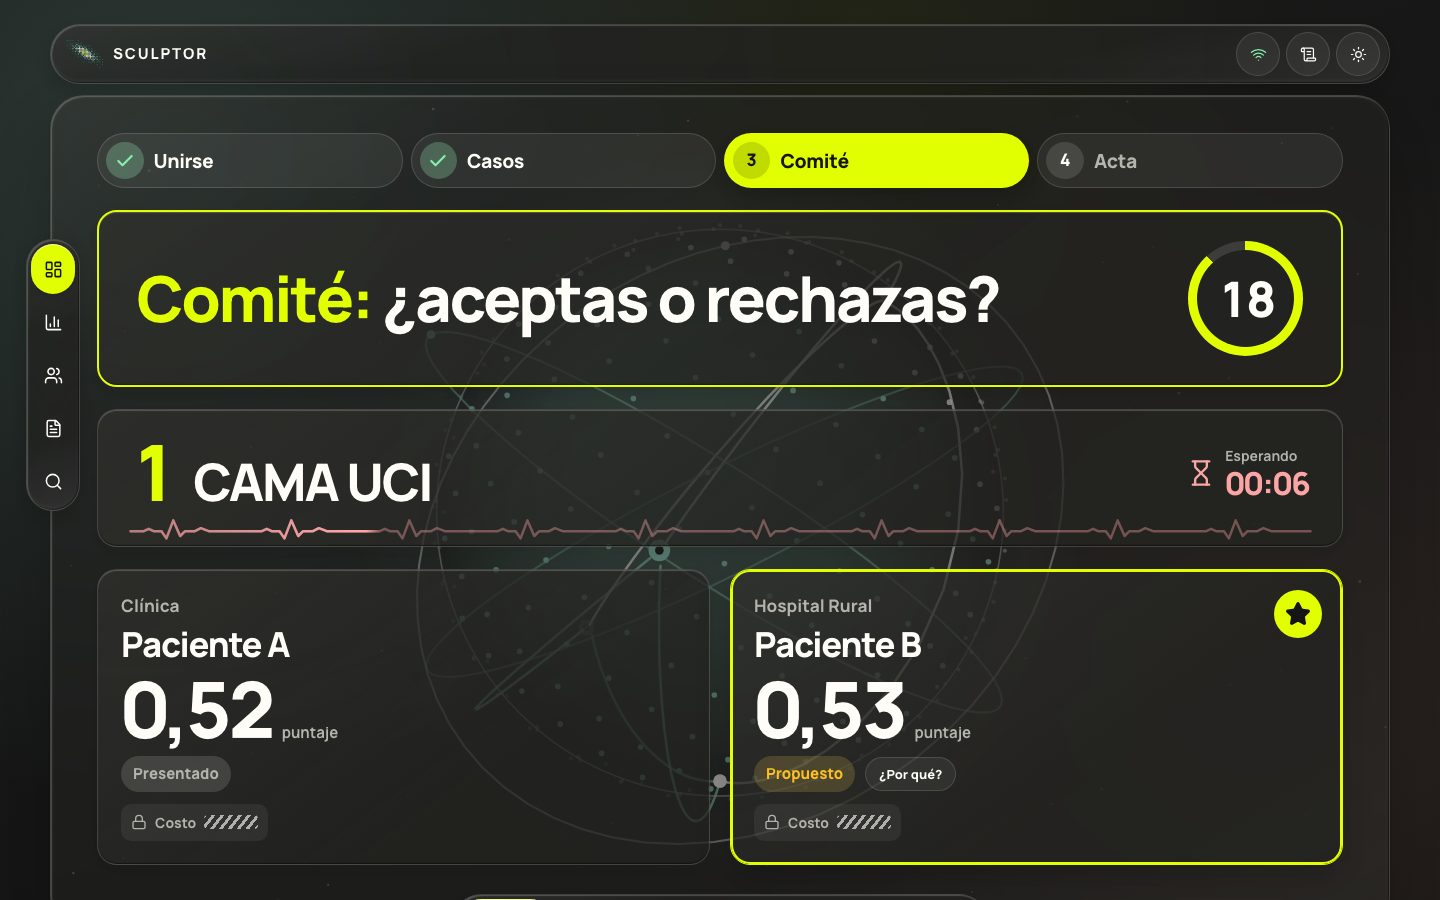 SCULPTOR
Unirse
Casos
3 Comité
4 Acta
Comité: ¿aceptas o rechazas?
18
1 CAMA UCI
Esperando
00:06
Clínica
Paciente A
0,52 puntaje
Presentado
Costo
Hospital Rural
Paciente B
0,53 puntaje
Propuesto
¿Por qué?
Costo